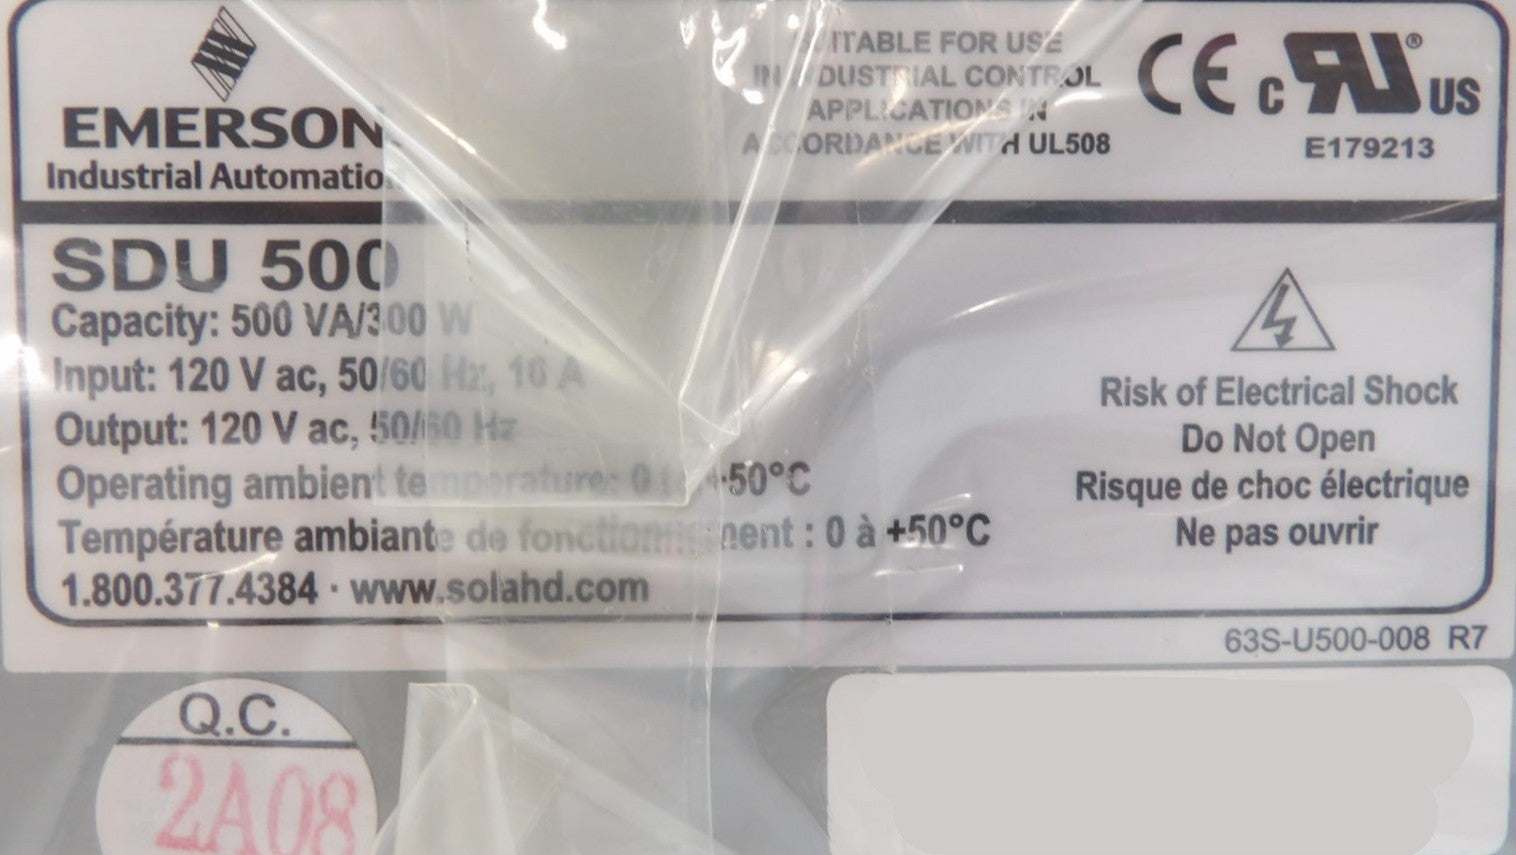 EMERSON
Industrial Automation
SUITABLE FOR USE
IN INDUSTRIAL CONTROL
APPLICATIONS IN
ACCORDANCE WITH UL508
CE c RU® US
E179213
SDU 500
Capacity: 500 VA/300 W
Input: 120 V ac, 50/60 Hz, 10 A
Output: 120 V ac, 50/60 Hz
Operating ambient temperature: 0 to +50°C
Température ambiante de fonctionnement : 0 à +50°C
1.800.377.4384 · www.solahd.com
Risk of Electrical Shock
Do Not Open
Risque de choc électrique
Ne pas ouvrir
63S-U500-008 R7
Q.C.
2A08